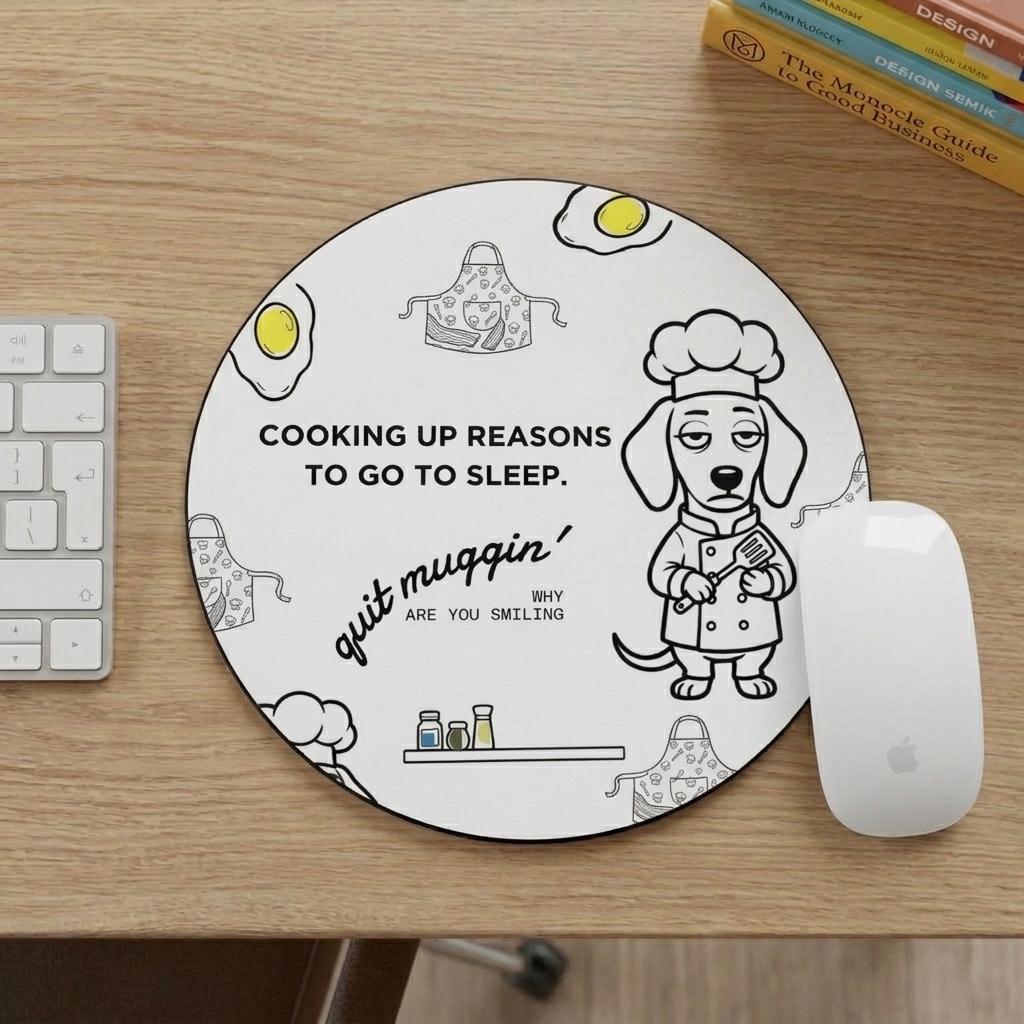 DESIGN
DESIGN SEMIK
The Monocle Guide
to Good Business
COOKING UP REASONS
TO GO TO SLEEP.
quit muggin'
WHY
ARE YOU SMILING